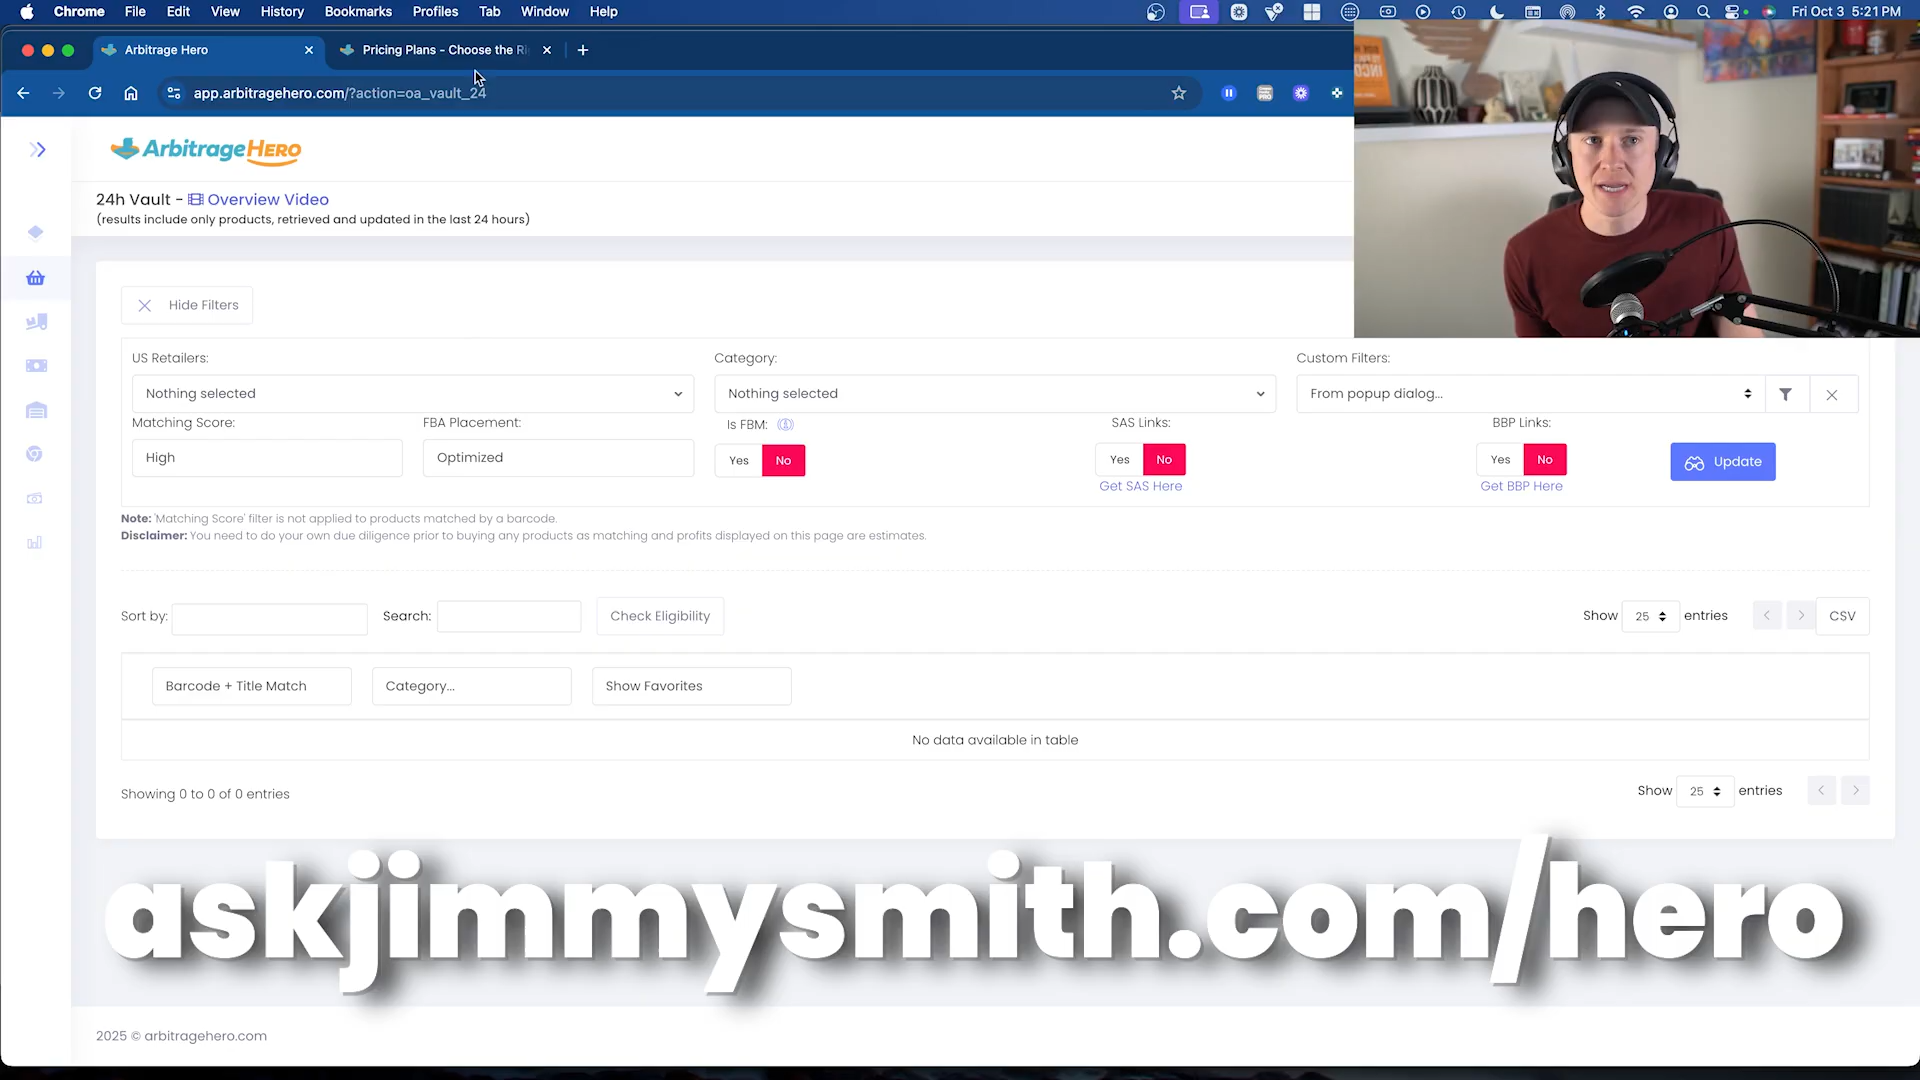 Chrome File Edit View History Bookmarks Profiles Tab Window Help Fri Oct 3 5:21 PM
Arbitrage Hero Pricing Plans - Choose the Ri
app.arbitragehero.com/?action=oa_vault_24
ArbitrageHERO
24h Vault - Overview Video
(results include only products, retrieved and updated in the last 24 hours)
Hide Filters
US Retailers: Category: Custom Filters:
Nothing selected Nothing selected From popup dialog...
Matching Score: FBA Placement: Is FBM: SAS Links: BBP Links:
High Optimized Yes No Yes No Yes No Update
Get SAS Here Get BBP Here
Note: 'Matching Score' filter is not applied to products matched by a barcode.
Disclaimer: You need to do your own due diligence prior to buying any products as matching and profits displayed on this page are estimates.
Sort by: Search: Check Eligibility Show 25 entries CSV
Barcode + Title Match Category... Show Favorites
No data available in table
Showing 0 to 0 of 0 entries Show 25 entries
askjimmysmith.com/hero
2025 © arbitragehero.com